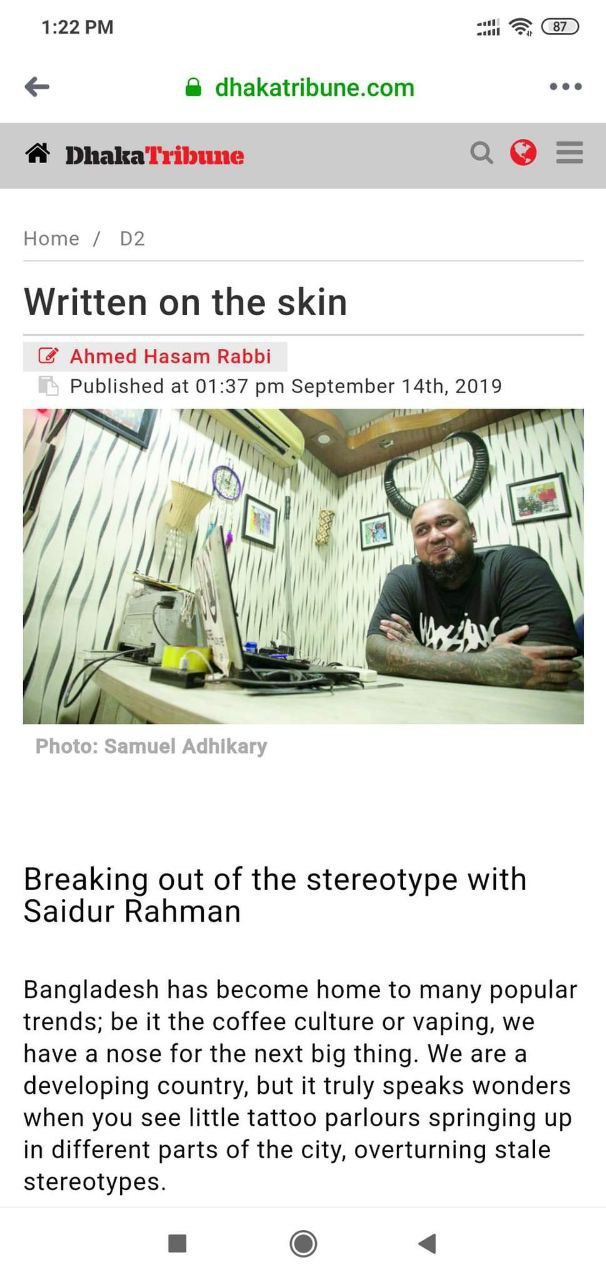 1:22 PM
87
dhakatribune.com
DhakaTribune
Home / D2
Written on the skin
Ahmed Hasam Rabbi
Published at 01:37 pm September 14th, 2019
Photo: Samuel Adhikary
Breaking out of the stereotype with
Saidur Rahman
Bangladesh has become home to many popular
trends; be it the coffee culture or vaping, we
have a nose for the next big thing. We are a
developing country, but it truly speaks wonders
when you see little tattoo parlours springing up
in different parts of the city, overturning stale
stereotypes.